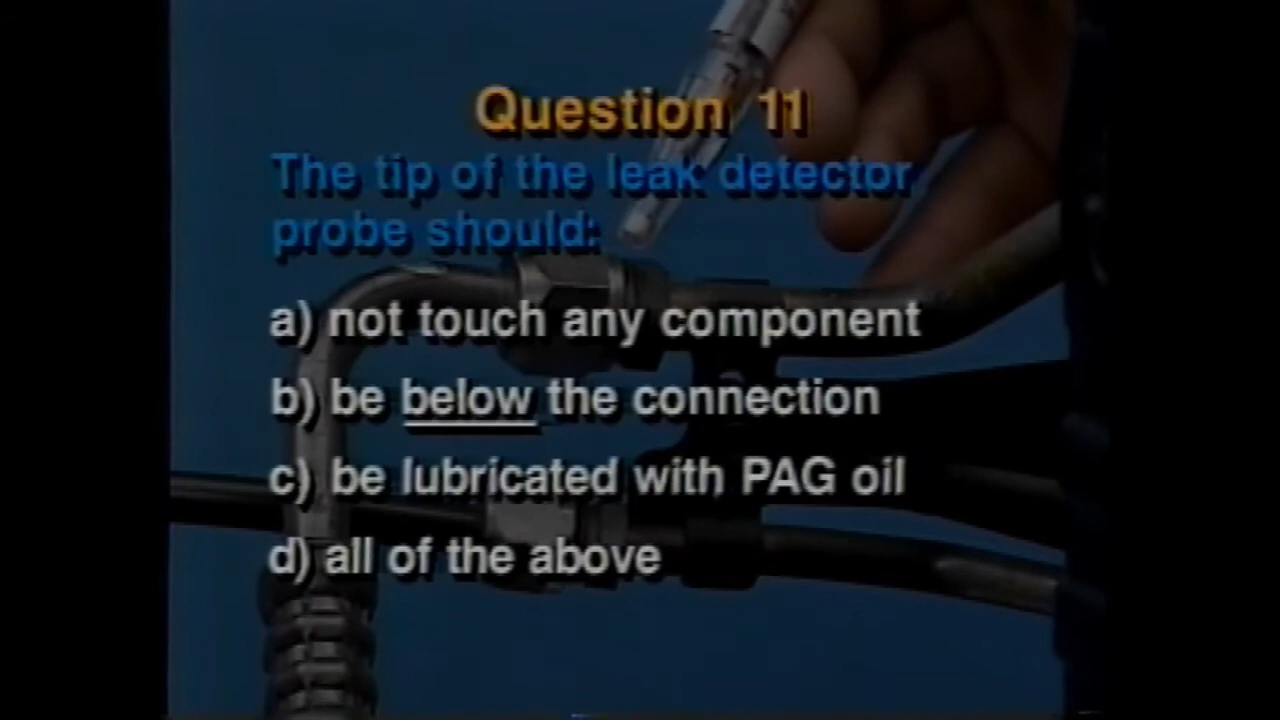 Question 11
The tip of the leak detector
probe should:
a) not touch any component
b) be below the connection
c) be lubricated with PAG oil
d) all of the above